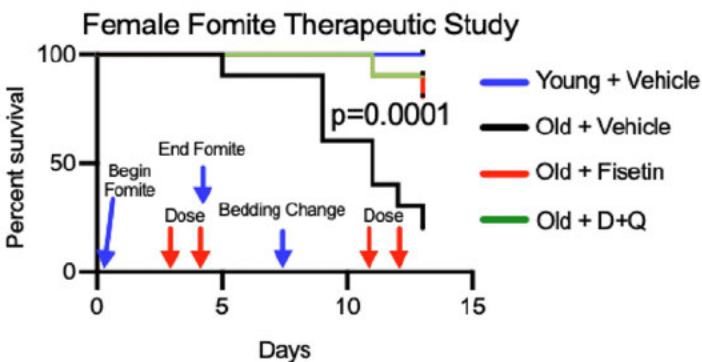 Female Fomite Therapeutic Study
Percent survival
100
50
0
Begin
Fomite
End Fomite
Dose
Bedding Change
Dose
p=0.0001
0
5
10
15
Days
Young + Vehicle
Old + Vehicle
Old + Fisetin
Old + D+Q